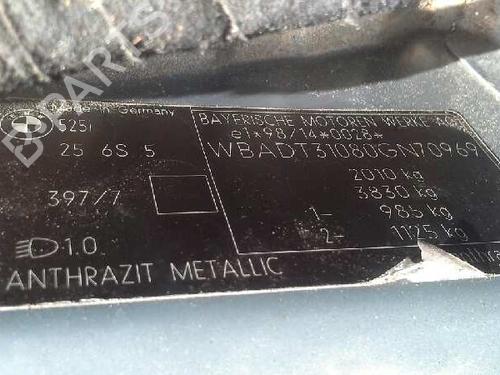 in Germany
525i
25 6S 5
397/7
1.0
ANTHRAZIT METALLIC
BAYERISCHE MOTOREN WERKE AG
e1*98/14*0028*
WBADT31080GN70969
2010 kg
3830 kg
1- 985 kg
2- 1125 kg
B-PARTS